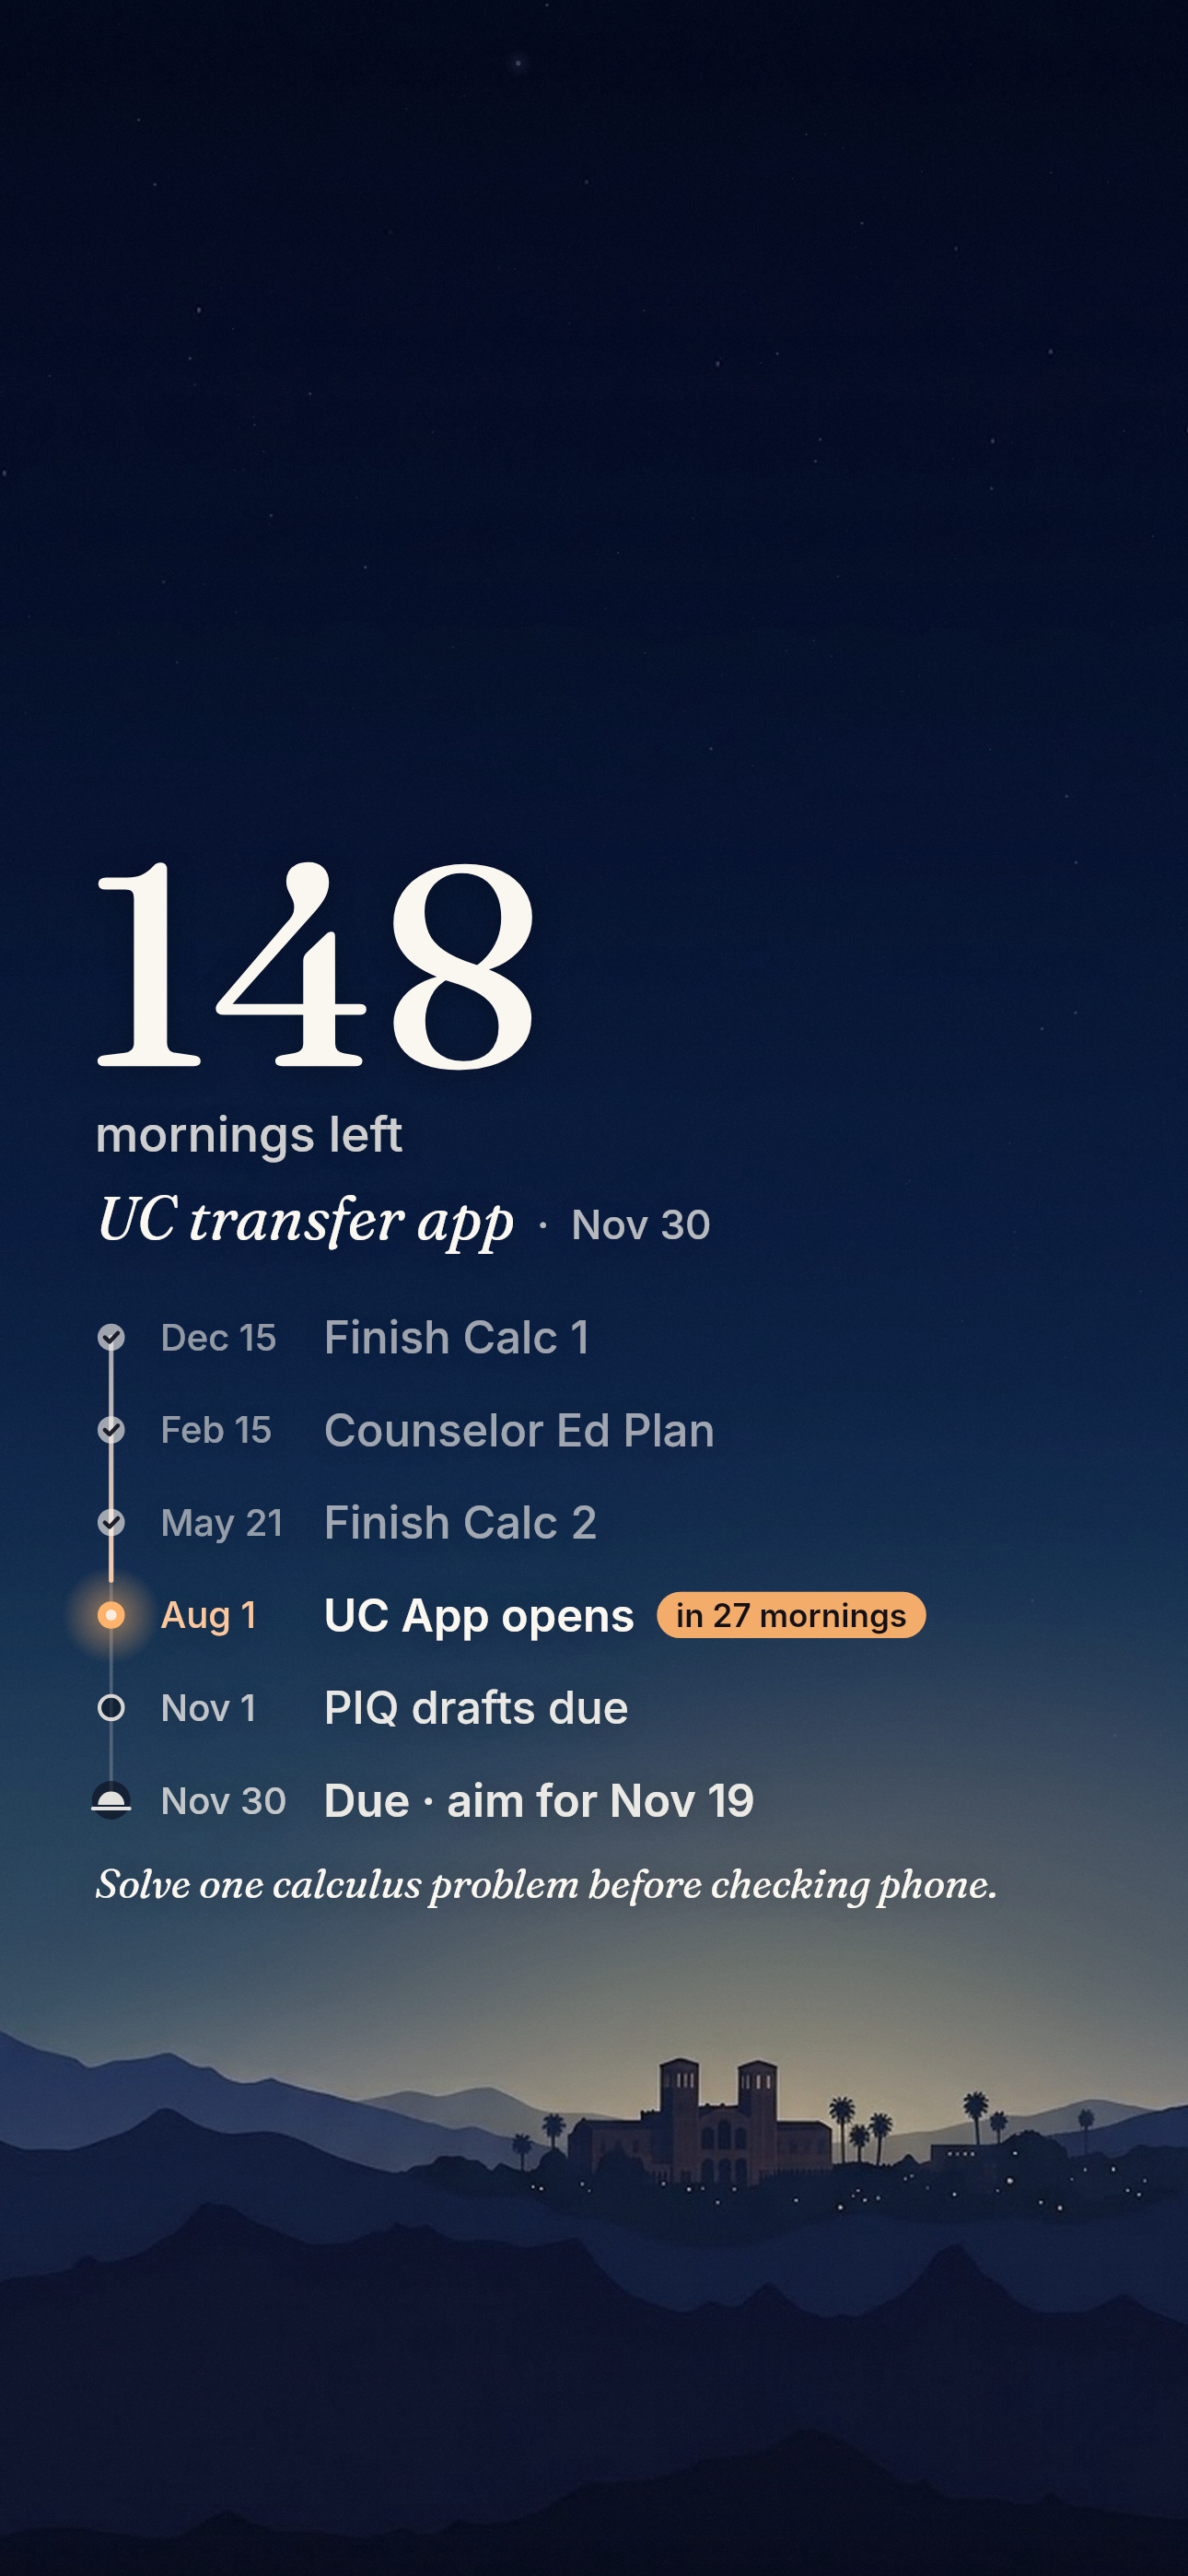 148
mornings left
UC transfer app · Nov 30
Dec 15 Finish Calc 1
Feb 15 Counselor Ed Plan
May 21 Finish Calc 2
Aug 1 UC App opens in 27 mornings
Nov 1 PIQ drafts due
Nov 30 Due · aim for Nov 19
Solve one calculus problem before checking phone.